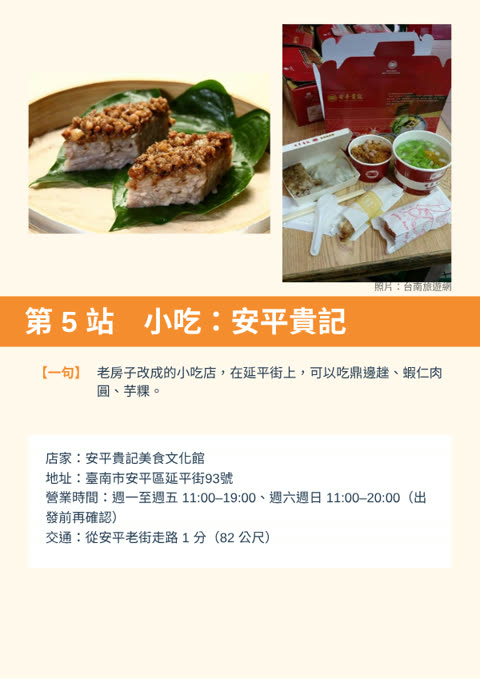 安平貴記
照片：台南旅遊網
第 5 站　小吃：安平貴記
【一句】 老房子改成的小吃店，在延平街上，可以吃鼎邊趖、蝦仁肉
圓、芋粿。
店家：安平貴記美食文化館
地址：臺南市安平區延平街93號
營業時間：週一至週五 11:00–19:00、週六週日 11:00–20:00（出
發前再確認）
交通：從安平老街走路 1 分（82 公尺）